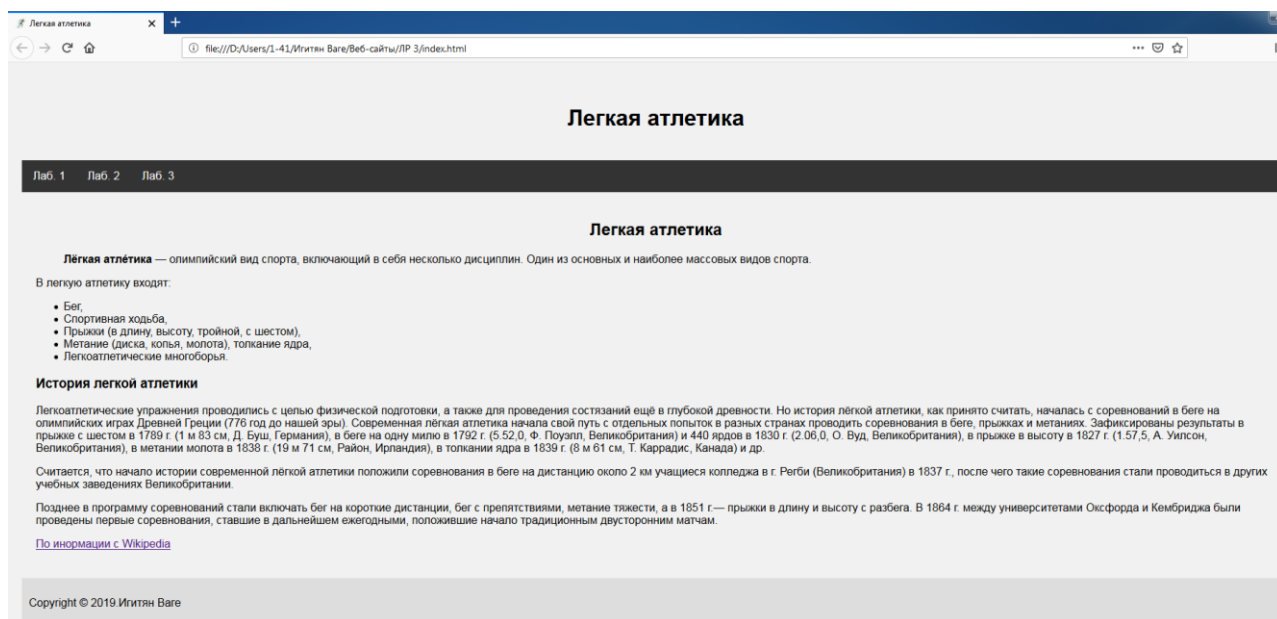 Легкая атлетика
file:///D:/Users/1-41/Игитян Ваге/Веб-сайты/ЛР 3/index.html
Легкая атлетика
Лаб. 1 Лаб. 2 Лаб. 3
Легкая атлетика
Лёгкая атле́тика — олимпийский вид спорта, включающий в себя несколько дисциплин. Один из основных и наиболее массовых видов спорта.
В легкую атлетику входят:
• Бег,
• Спортивная ходьба,
• Прыжки (в длину, высоту, тройной, с шестом),
• Метание (диска, копья, молота), толкание ядра,
• Легкоатлетические многоборья.
История легкой атлетики
Легкоатлетические упражнения проводились с целью физической подготовки, а также для проведения состязаний ещё в глубокой древности. Но история лёгкой атлетики, как принято считать, началась с соревнований в беге на
олимпийских играх Древней Греции (776 год до нашей эры). Современная лёгкая атлетика начала свой путь с отдельных попыток в разных странах проводить соревнования в беге, прыжках и метаниях. Зафиксированы результаты в
прыжке с шестом в 1789 г. (1 м 83 см, Д. Буш, Германия), в беге на одну милю в 1792 г. (5.52,0, Ф. Поуэлл, Великобритания) и 440 ярдов в 1830 г. (2.06,0, О. Вуд, Великобритания), в прыжке в высоту в 1827 г. (1.57,5, А. Уилсон,
Великобритания), в метании молота в 1838 г. (19 м 71 см, Район, Ирландия), в толкании ядра в 1839 г. (8 м 61 см, Т. Каррадис, Канада) и др.
Считается, что начало истории современной лёгкой атлетики положили соревнования в беге на дистанцию около 2 км учащиеся колледжа в г. Регби (Великобритания) в 1837 г., после чего такие соревнования стали проводиться в других
учебных заведениях Великобритании.
Позднее в программу соревнований стали включать бег на короткие дистанции, бег с препятствиями, метание тяжести, а в 1851 г.— прыжки в длину и высоту с разбега. В 1864 г. между университетами Оксфорда и Кембриджа были
проведены первые соревнования, ставшие в дальнейшем ежегодными, положившие начало традиционным двусторонним матчам.
По инормации с Wikipedia
Copyright © 2019.Игитян Ваге